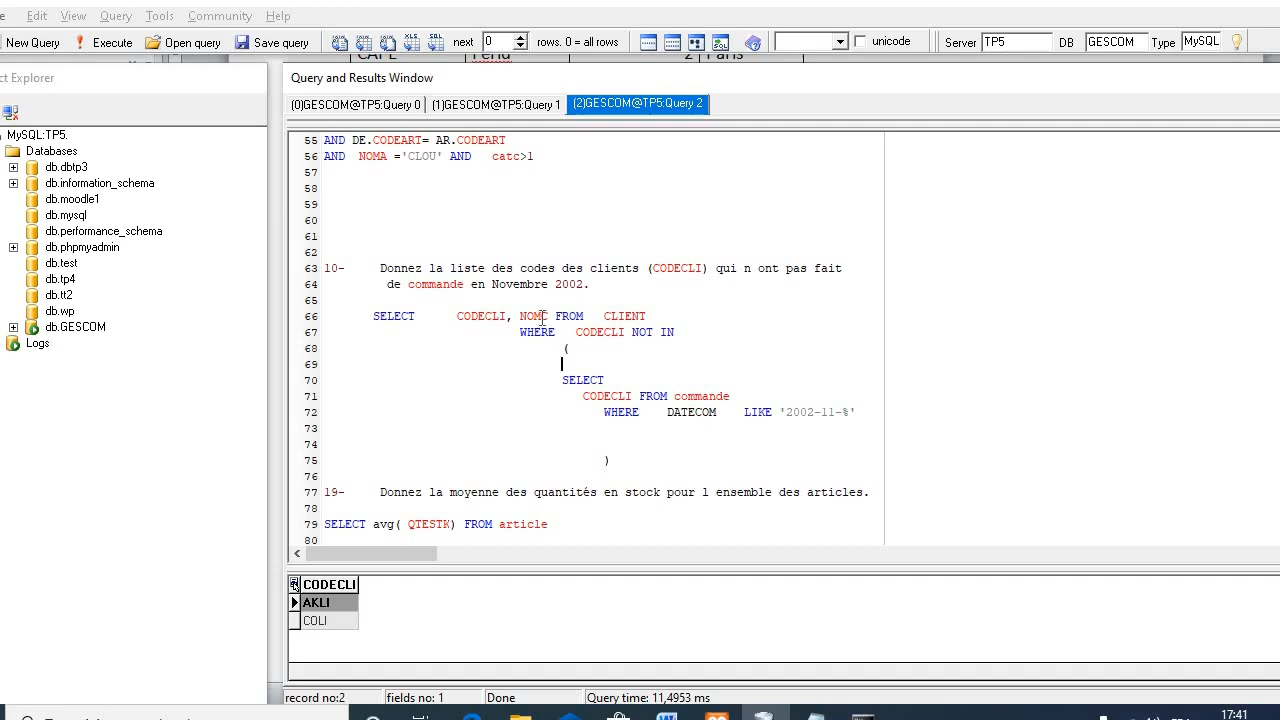 e Edit View Query Tools Community Help
No Query Execute Open query Save query next 0 rows. 0 = all rows unicode Server TP5 DB GESCOM Type MySQL
2 Paris
ct Explorer
Query and Results Window
(0)GESCOM@TP5:Query 0 (1)GESCOM@TP5:Query 1 (2)GESCOM@TP5:Query 2
MySQL:TP5.
Databases
db.dbtp3
db.information_schema
db.moodle1
db.mysql
db.performance_schema
db.phpmyadmin
db.test
db.tp4
db.tt2
db.wp
db.GESCOM
Logs
55 AND DE.CODEART= AR.CODEART
56 AND NOMA ='CLOU' AND catc>1
57
58
59
60
61
62
63 10- Donnez la liste des codes des clients (CODECLI) qui n ont pas fait
64 de commande en Novembre 2002.
65
66 SELECT CODECLI, NOMC FROM CLIENT
67 WHERE CODECLI NOT IN
68 (
69
70 SELECT
71 CODECLI FROM commande
72 WHERE DATECOM LIKE '2002-11-%'
73
74
75 )
76
77 19- Donnez la moyenne des quantités en stock pour l ensemble des articles.
78
79 SELECT avg( QTESTK) FROM article
80
CODECLI
AKLI
COLI
record no:2 fields no: 1 Done Query time: 11,4953 ms
17:41